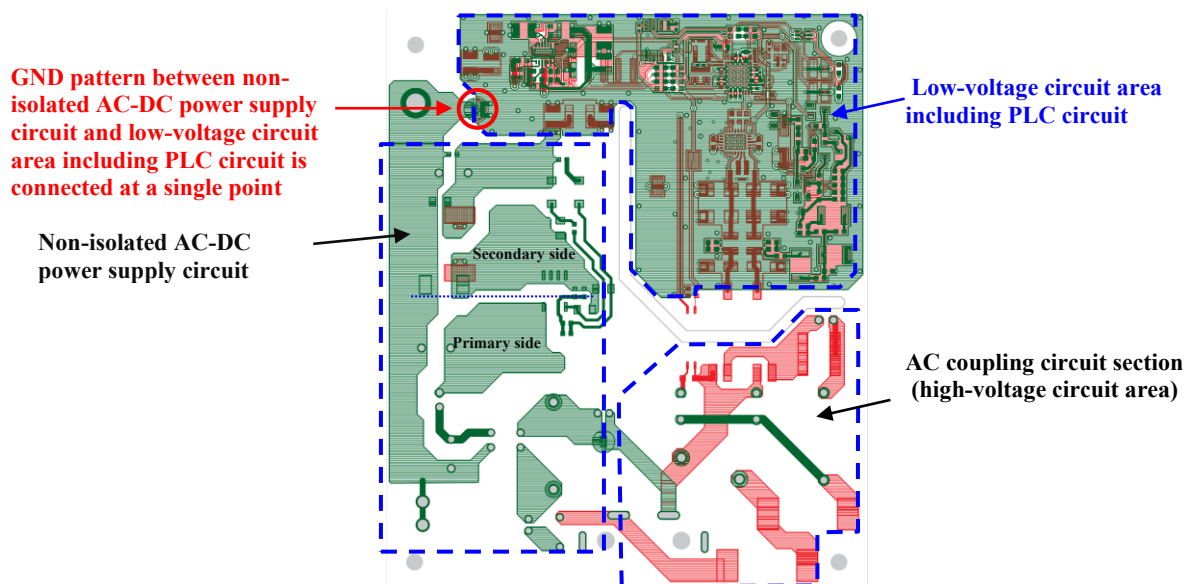 GND pattern between non-
isolated AC-DC power supply
circuit and low-voltage circuit
area including PLC circuit is
connected at a single point
Low-voltage circuit area
including PLC circuit
Non-isolated AC-DC
power supply circuit
Secondary side
Primary side
AC coupling circuit section
(high-voltage circuit area)